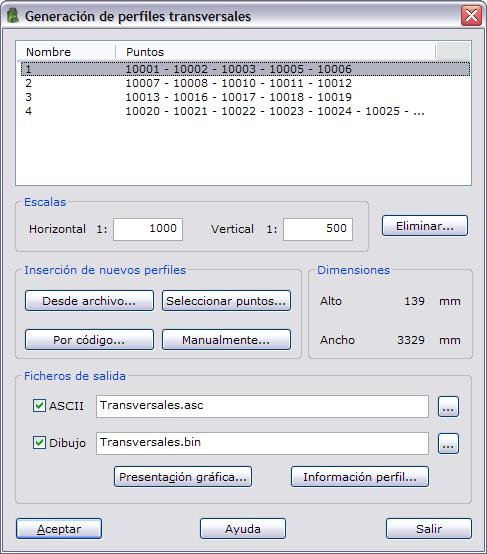 Generación de perfiles transversales
Nombre Puntos
1 10001 - 10002 - 10003 - 10005 - 10006
2 10007 - 10008 - 10010 - 10011 - 10012
3 10013 - 10016 - 10017 - 10018 - 10019
4 10020 - 10021 - 10022 - 10023 - 10024 - 10025 - ...
Escalas
Horizontal 1: 1000 Vertical 1: 500 Eliminar...
Inserción de nuevos perfiles Dimensiones
Desde archivo... Seleccionar puntos... Alto 139 mm
Por código... Manualmente... Ancho 3329 mm
Ficheros de salida
ASCII Transversales.asc ...
Dibujo Transversales.bin ...
Presentación gráfica... Información perfil...
Aceptar Ayuda Salir